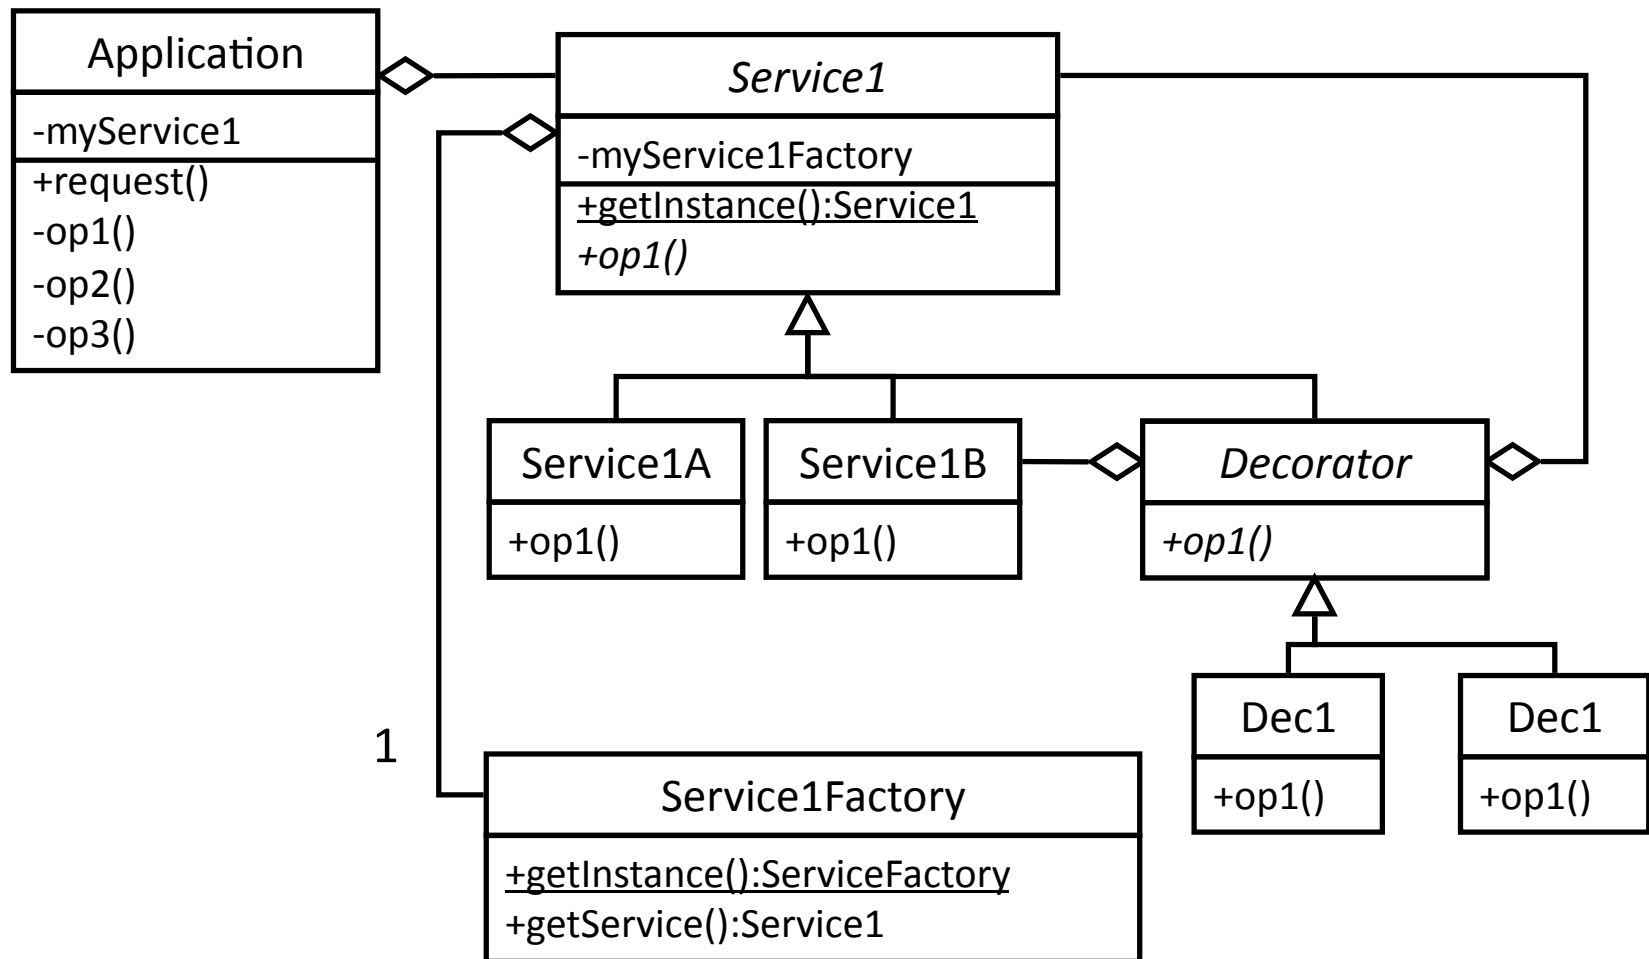 Application
-myService1
+request()
-op1()
-op2()
-op3()
Service1
-myService1Factory
+getInstance():Service1
+op1()
Service1A
+op1()
Service1B
+op1()
Decorator
+op1()
Dec1
+op1()
Dec1
+op1()
1
Service1Factory
+getInstance():ServiceFactory
+getService():Service1